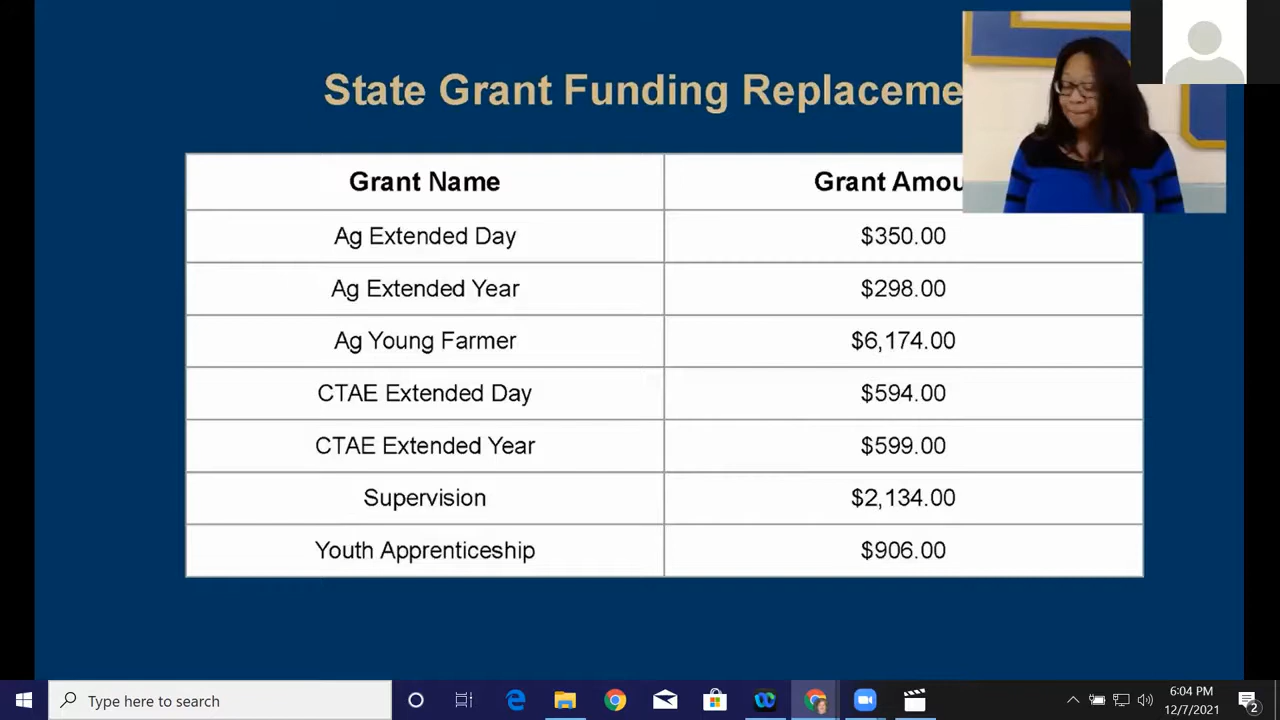 State Grant Funding Replaceme
Grant Name Grant Amou
Ag Extended Day $350.00
Ag Extended Year $298.00
Ag Young Farmer $6,174.00
CTAE Extended Day $594.00
CTAE Extended Year $599.00
Supervision $2,134.00
Youth Apprenticeship $906.00
Type here to search
6:04 PM
12/7/2021
2